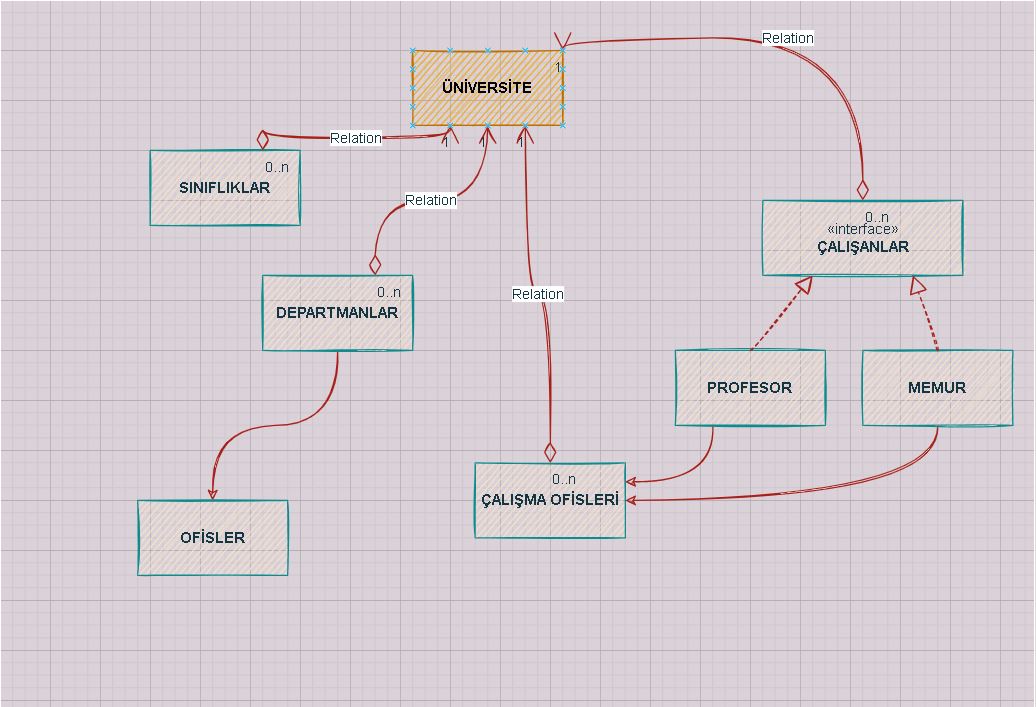 Relation
1
ÜNİVERSİTE
Relation
1
1
1
0..n
SINIFLIKLAR
Relation
0..n
«interface»
ÇALIŞANLAR
0..n
DEPARTMANLAR
Relation
PROFESOR
MEMUR
0..n
ÇALIŞMA OFİSLERİ
OFİSLER